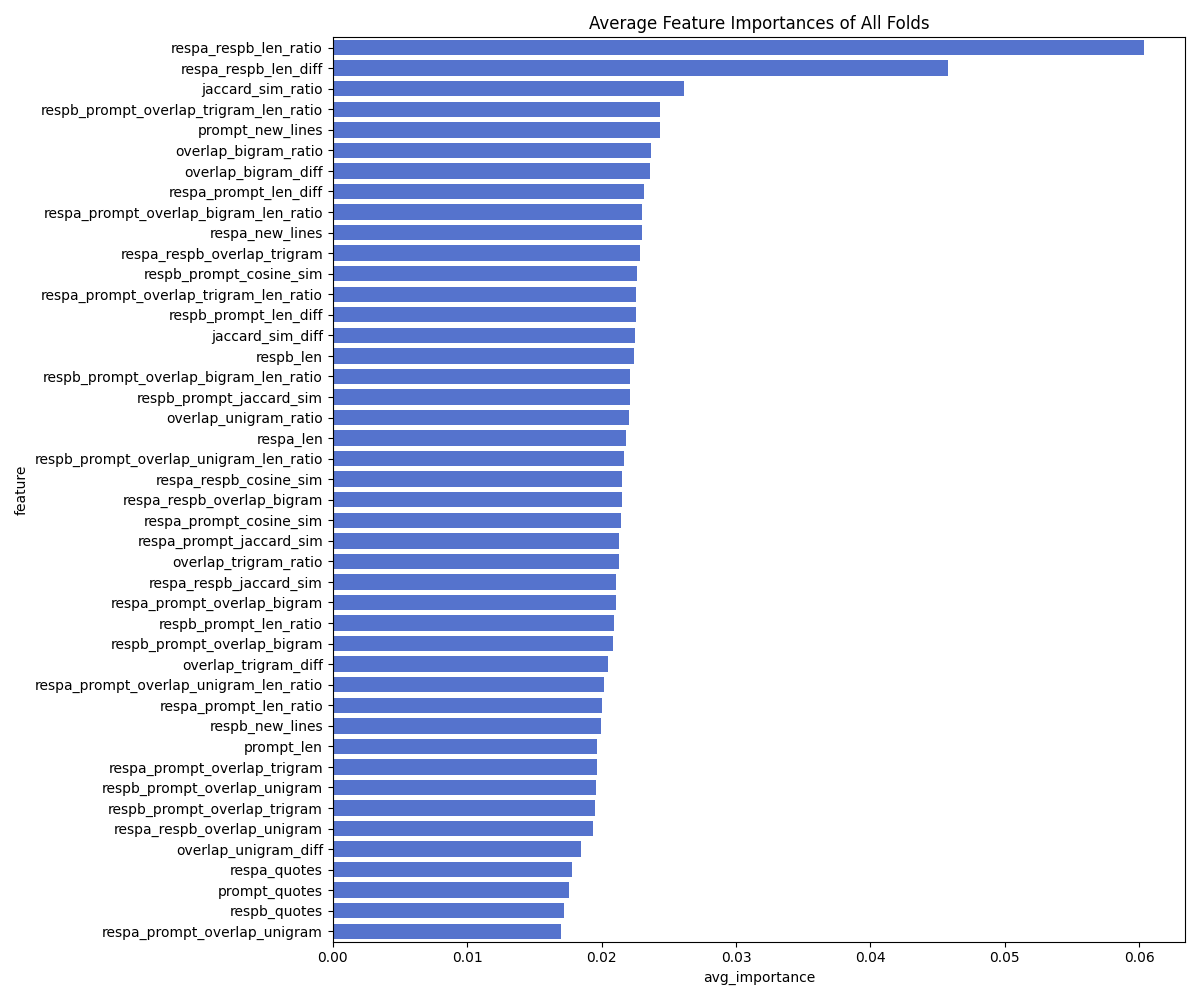 Average Feature Importances of All Folds
respa_respb_len_ratio
respa_respb_len_diff
jaccard_sim_ratio
respb_prompt_overlap_trigram_len_ratio
prompt_new_lines
overlap_bigram_ratio
overlap_bigram_diff
respa_prompt_len_diff
respa_prompt_overlap_bigram_len_ratio
respa_new_lines
respa_respb_overlap_trigram
respb_prompt_cosine_sim
respa_prompt_overlap_trigram_len_ratio
respb_prompt_len_diff
jaccard_sim_diff
respb_len
respb_prompt_overlap_bigram_len_ratio
respb_prompt_jaccard_sim
overlap_unigram_ratio
respa_len
respb_prompt_overlap_unigram_len_ratio
respa_respb_cosine_sim
respa_respb_overlap_bigram
respa_prompt_cosine_sim
respa_prompt_jaccard_sim
overlap_trigram_ratio
respa_respb_jaccard_sim
respa_prompt_overlap_bigram
respb_prompt_len_ratio
respb_prompt_overlap_bigram
overlap_trigram_diff
respa_prompt_overlap_unigram_len_ratio
respa_prompt_len_ratio
respb_new_lines
prompt_len
respa_prompt_overlap_trigram
respb_prompt_overlap_unigram
respb_prompt_overlap_trigram
respa_respb_overlap_unigram
overlap_unigram_diff
respa_quotes
prompt_quotes
respb_quotes
respa_prompt_overlap_unigram
feature
0.00 0.01 0.02 0.03 0.04 0.05 0.06
avg_importance